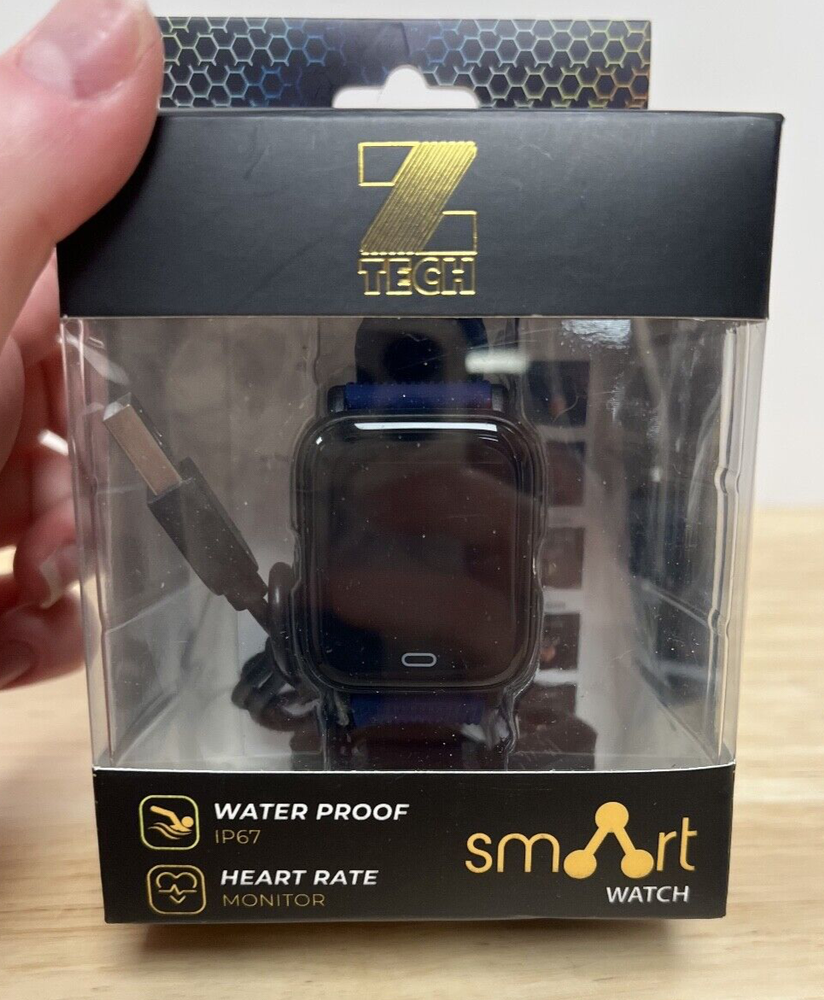 Z
TECH
WATER PROOF
IP67
HEART RATE
MONITOR
smart
WATCH